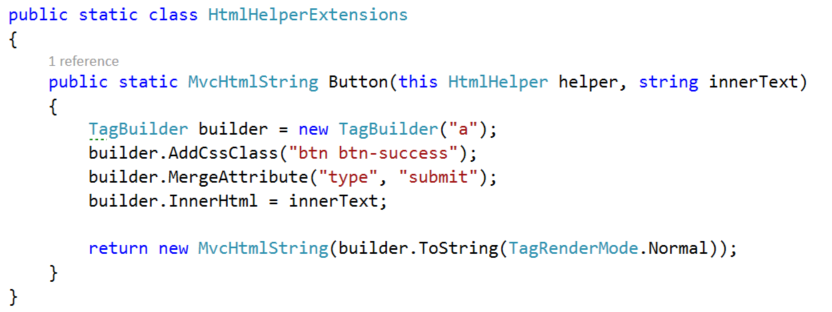 public static class HtmlHelperExtensions
{
1 reference
public static MvcHtmlString Button(this HtmlHelper helper, string innerText)
{
TagBuilder builder = new TagBuilder("a");
builder.AddCssClass("btn btn-success");
builder.MergeAttribute("type", "submit");
builder.InnerHtml = innerText;
return new MvcHtmlString(builder.ToString(TagRenderMode.Normal));
}
}